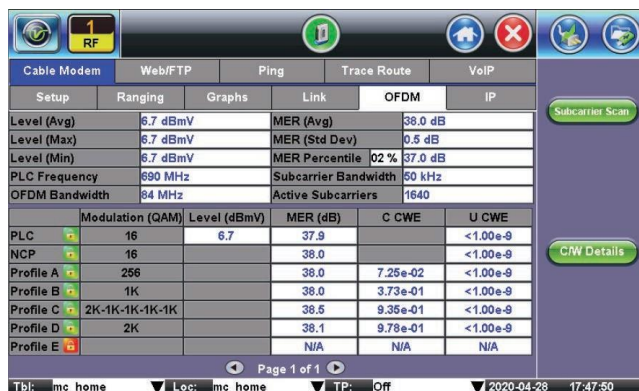 1
RF
Cable Modem Web/FTP Ping Trace Route VoIP
Setup Ranging Graphs Link OFDM IP
Subcarrier Scan
Level (Avg) 6.7 dBmV MER (Avg) 38.0 dB
Level (Max) 6.7 dBmV MER (Std Dev) 0.5 dB
Level (Min) 6.7 dBmV MER Percentile 02 % 37.0 dB
PLC Frequency 690 MHz Subcarrier Bandwidth 50 kHz
OFDM Bandwidth 84 MHz Active Subcarriers 1640
Modulation (QAM) Level (dBmV) MER (dB) C CWE U CWE
PLC 16 6.7 37.9 <1.00e-9
NCP 16 38.0 <1.00e-9
C/W Details
Profile A 256 38.0 7.25e-02 <1.00e-9
Profile B 1K 38.0 3.73e-01 <1.00e-9
Profile C 2K-1K-1K-1K-1K 38.5 9.35e-01 <1.00e-9
Profile D 2K 38.1 9.78e-01 <1.00e-9
Profile E N/A N/A N/A
Page 1 of 1
Tbl: mc_home Loc: mc_home TP: Off 2020-04-28 17:47:50